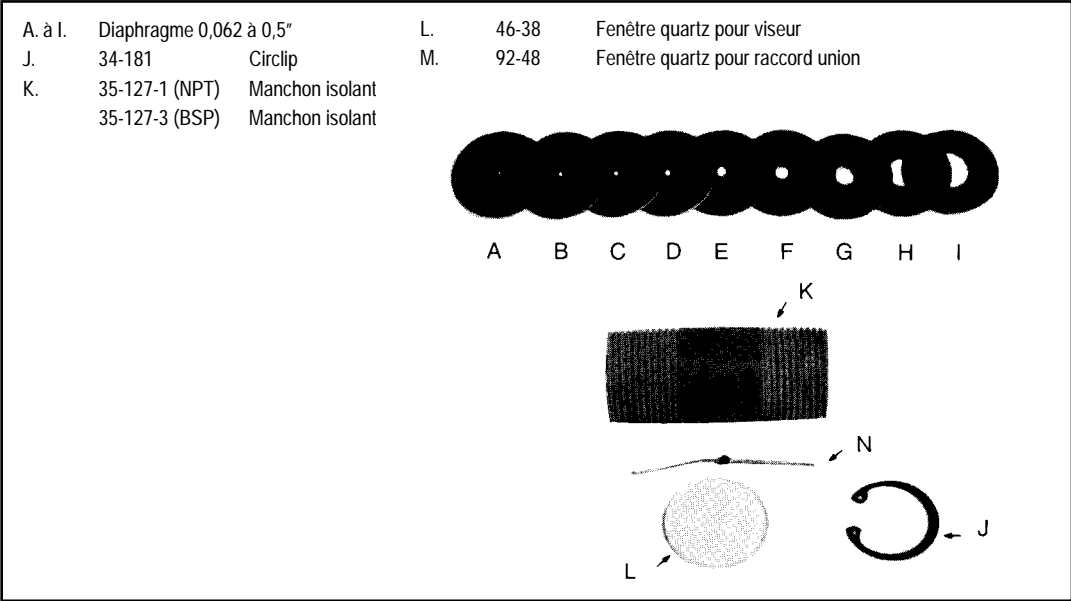 A. à I. Diaphragme 0,062 à 0,5"
J. 34-181 Circlip
K. 35-127-1 (NPT) Manchon isolant
35-127-3 (BSP) Manchon isolant
L. 46-38 Fenêtre quartz pour viseur
M. 92-48 Fenêtre quartz pour raccord union
A B C D E F G H I
K
N
J
L